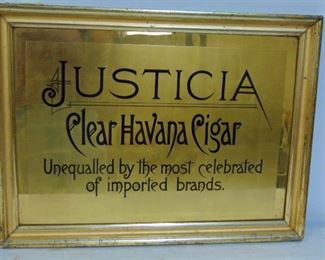 JUSTICIA
Clear Havana Cigar
Unequalled by the most celebrated
of imported brands.